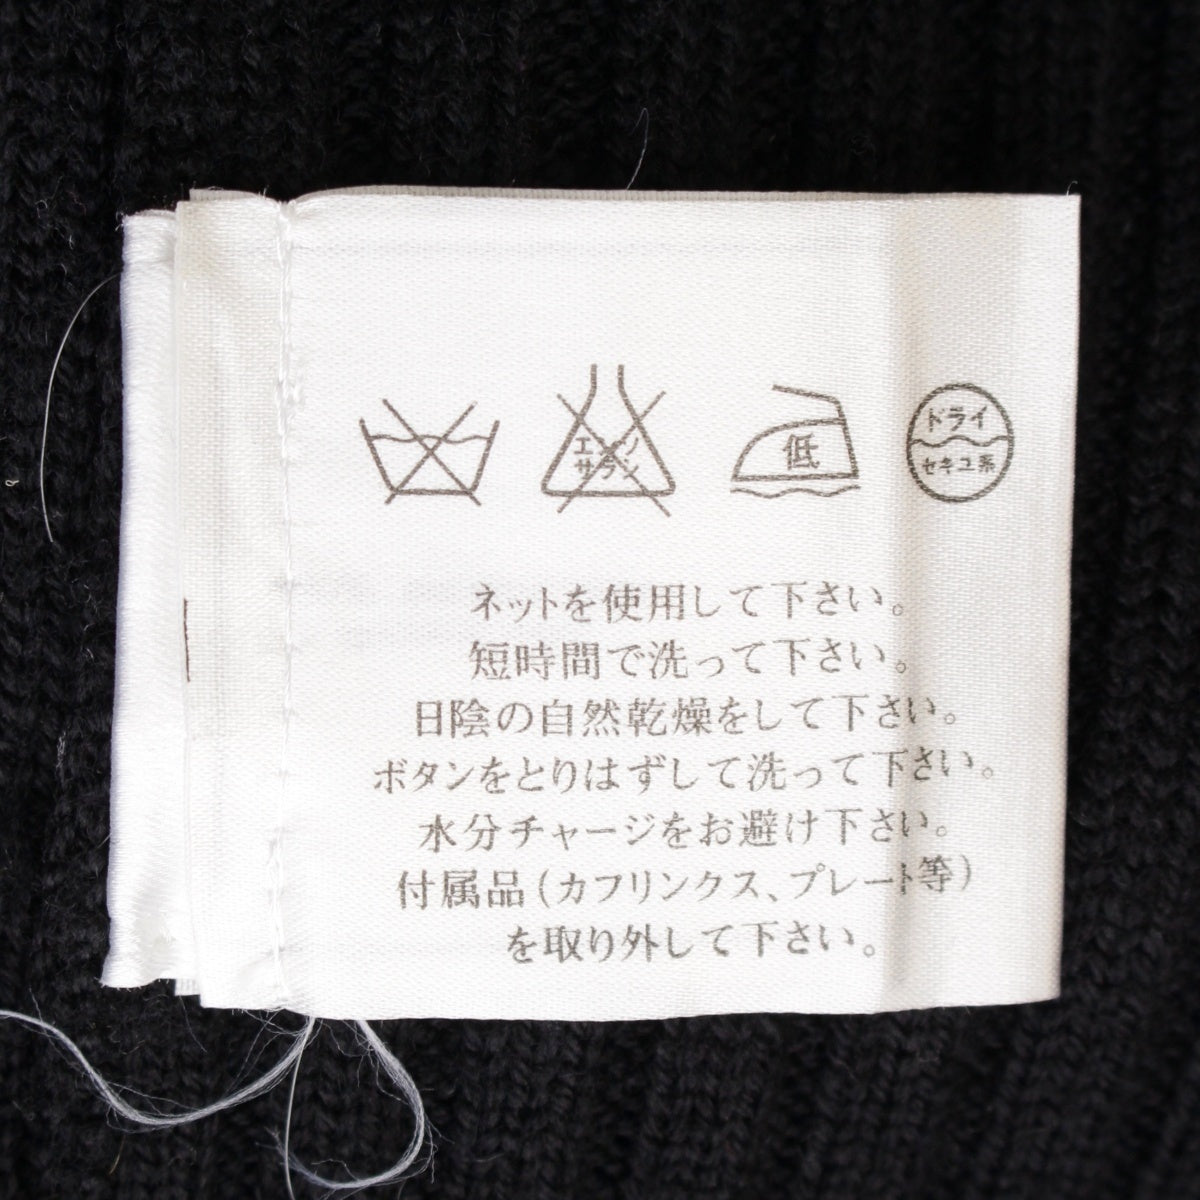 エンソ
サラシ
低
ドライ
セキユ系
ネットを使用して下さい。
短時間で洗って下さい。
日陰の自然乾燥をして下さい。
ボタンをとりはずして洗って下さい。
水分チャージをお避け下さい。
付属品(カフリンクス、プレート等)
を取り外して下さい。